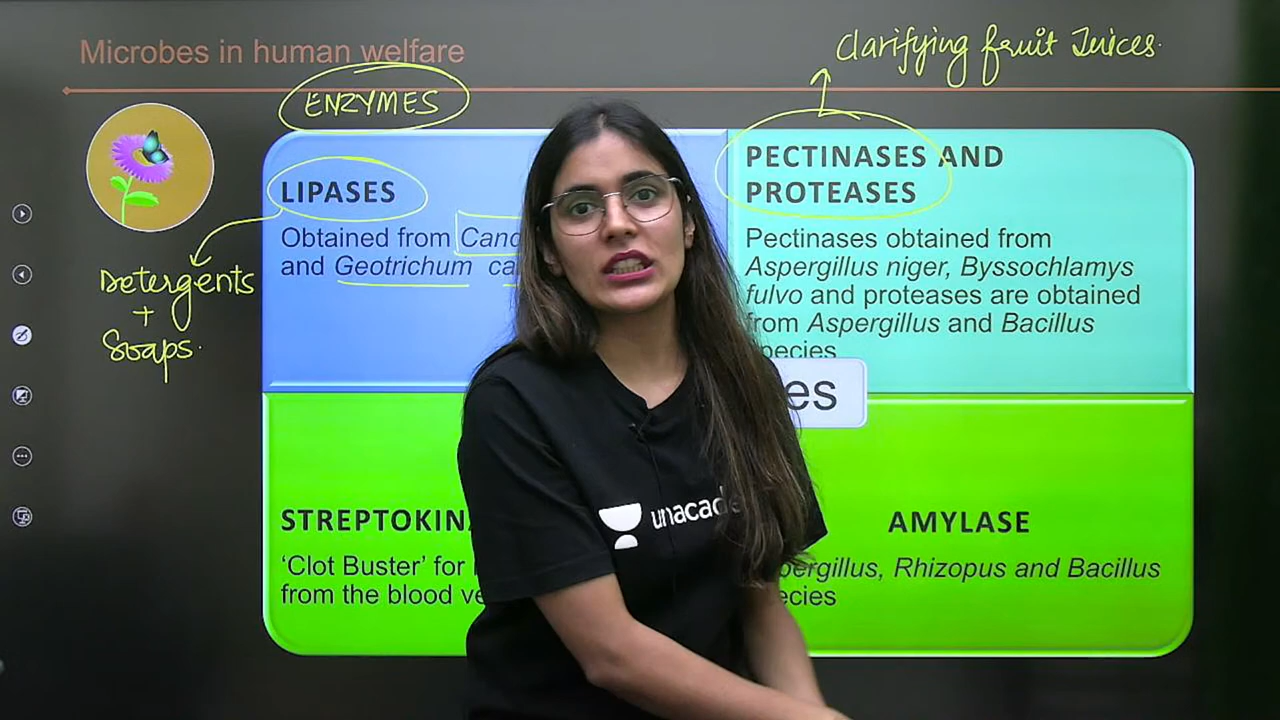 Microbes in human welfare
Clarifying fruit Juices.
ENZYMES
LIPASES
Obtained from
and Geotrichum
Detergents
+
Soaps.
PECTINASES AND
PROTEASES
Pectinases obtained from
Aspergillus niger, Byssochlamys
fulvo and proteases are obtained
from Aspergillus and Bacillus
species
es
STREPTOKIN
‘Clot Buster’ for
from the blood
AMYLASE
Aspergillus, Rhizopus and Bacillus
species
unacade